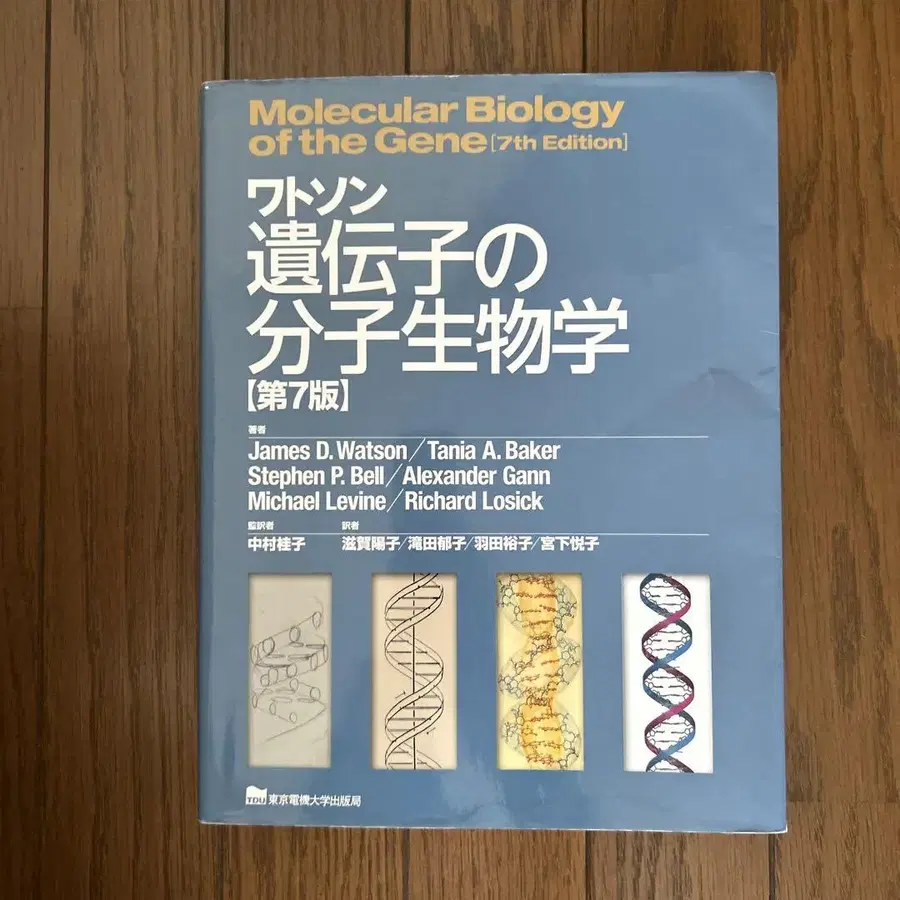 Molecular Biology
of the Gene [7th Edition]
ワトソン
遺伝子の
分子生物学
【第7版】
著者
James D. Watson／Tania A. Baker
Stephen P. Bell／Alexander Gann
Michael Levine／Richard Losick
監訳者 訳者
中村桂子 滋賀陽子／滝田郁子／羽田裕子／宮下悦子
TDU 東京電機大学出版局